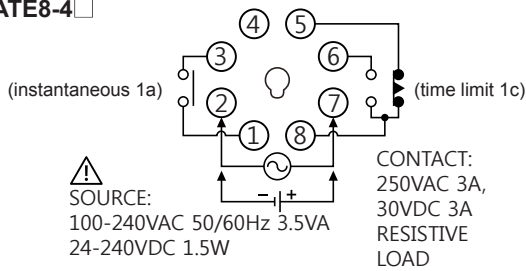 ATE8-4□
4 5
3 6
(instantaneous 1a) (time limit 1c)
2 7
1 8
SOURCE:
100-240VAC 50/60Hz 3.5VA
24-240VDC 1.5W
CONTACT:
250VAC 3A,
30VDC 3A
RESISTIVE
LOAD